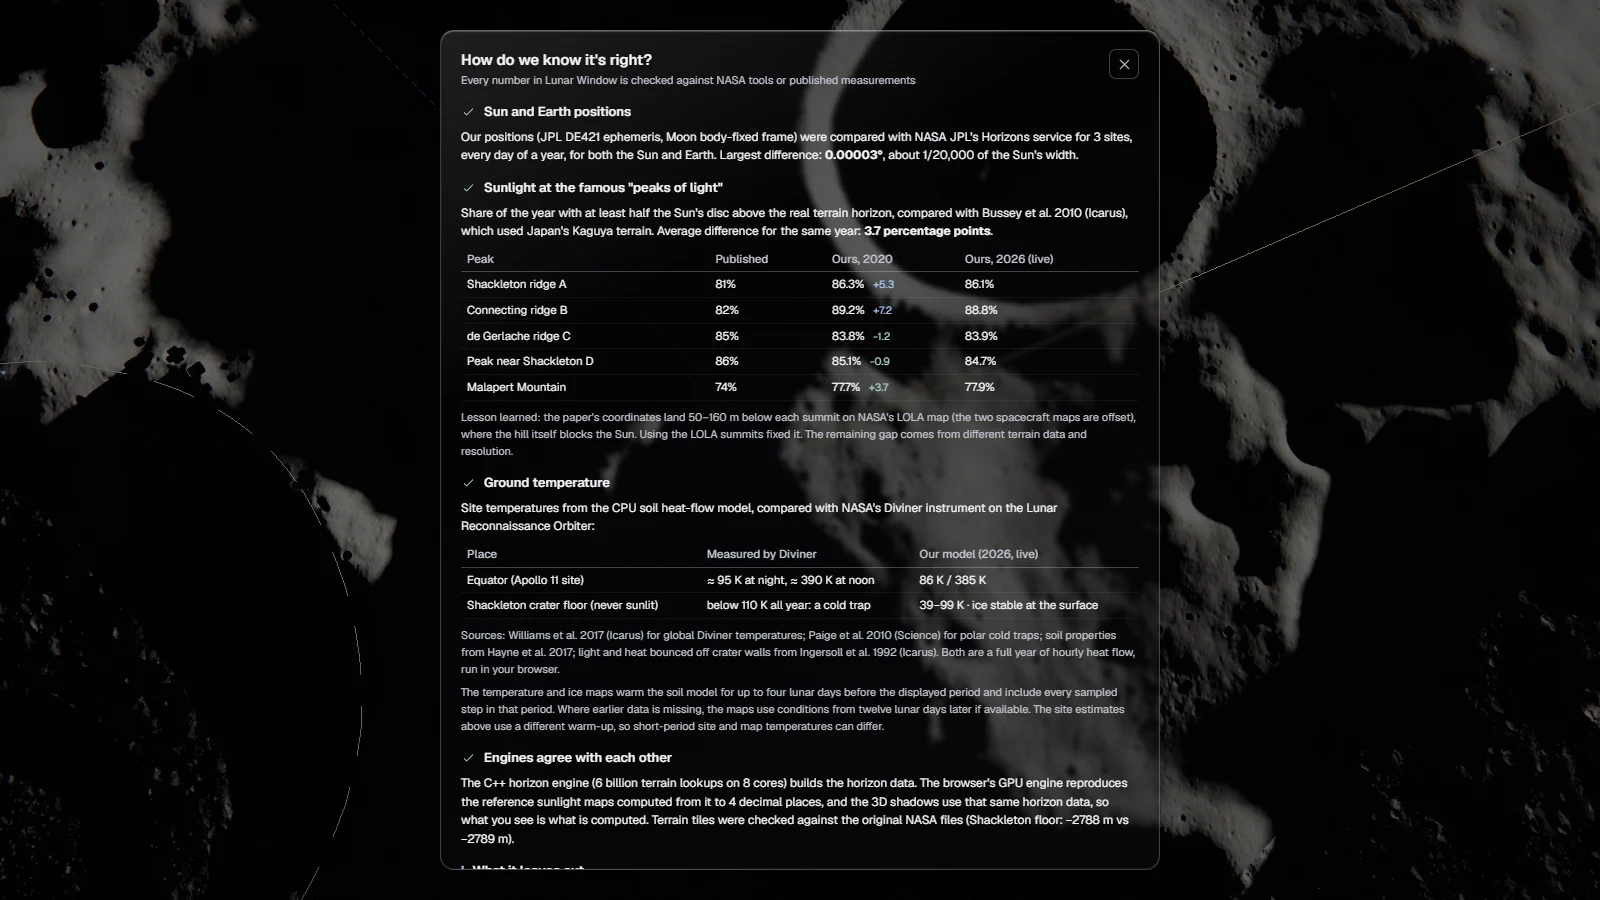 How do we know it's right?
Every number in Lunar Window is checked against NASA tools or published measurements
Sun and Earth positions
Our positions (JPL DE421 ephemeris, Moon body-fixed frame) were compared with NASA JPL's Horizons service for 3 sites,
every day of a year, for both the Sun and Earth. Largest difference: 0.00003°, about 1/20,000 of the Sun's width.
Sunlight at the famous "peaks of light"
Share of the year with at least half the Sun's disc above the real terrain horizon, compared with Bussey et al. 2010 (Icarus),
which used Japan's Kaguya terrain. Average difference for the same year: 3.7 percentage points.
Peak Published Ours, 2020 Ours, 2026 (live)
Shackleton ridge A 81% 86.3% +5.3 86.1%
Connecting ridge B 82% 89.2% +7.2 88.8%
de Gerlache ridge C 85% 83.8% -1.2 83.9%
Peak near Shackleton D 86% 85.1% -0.9 84.7%
Malapert Mountain 74% 77.7% +3.7 77.9%
Lesson learned: the paper's coordinates land 50–160 m below each summit on NASA's LOLA map (the two spacecraft maps are offset),
where the hill itself blocks the Sun. Using the LOLA summits fixed it. The remaining gap comes from different terrain data and
resolution.
Ground temperature
Site temperatures from the CPU soil heat-flow model, compared with NASA's Diviner instrument on the Lunar
Reconnaissance Orbiter:
Place Measured by Diviner Our model (2026, live)
Equator (Apollo 11 site) ≈ 95 K at night, ≈ 390 K at noon 86 K / 385 K
Shackleton crater floor (never sunlit) below 110 K all year: a cold trap 39–99 K · ice stable at the surface
Sources: Williams et al. 2017 (Icarus) for global Diviner temperatures; Paige et al. 2010 (Science) for polar cold traps; soil properties
from Hayne et al. 2017; light and heat bounced off crater walls from Ingersoll et al. 1992 (Icarus). Both are a full year of hourly heat flow,
run in your browser.
The temperature and ice maps warm the soil model for up to four lunar days before the displayed period and include every sampled
step in that period. Where earlier data is missing, the maps use conditions from twelve lunar days later if available. The site estimates
above use a different warm-up, so short-period site and map temperatures can differ.
Engines agree with each other
The C++ horizon engine (6 billion terrain lookups on 8 cores) builds the horizon data. The browser's GPU engine reproduces
the reference sunlight maps computed from it to 4 decimal places, and the 3D shadows use that same horizon data, so
what you see is what is computed. Terrain tiles were checked against the original NASA files (Shackleton floor: −2788 m vs
−2789 m).
What it leaves out